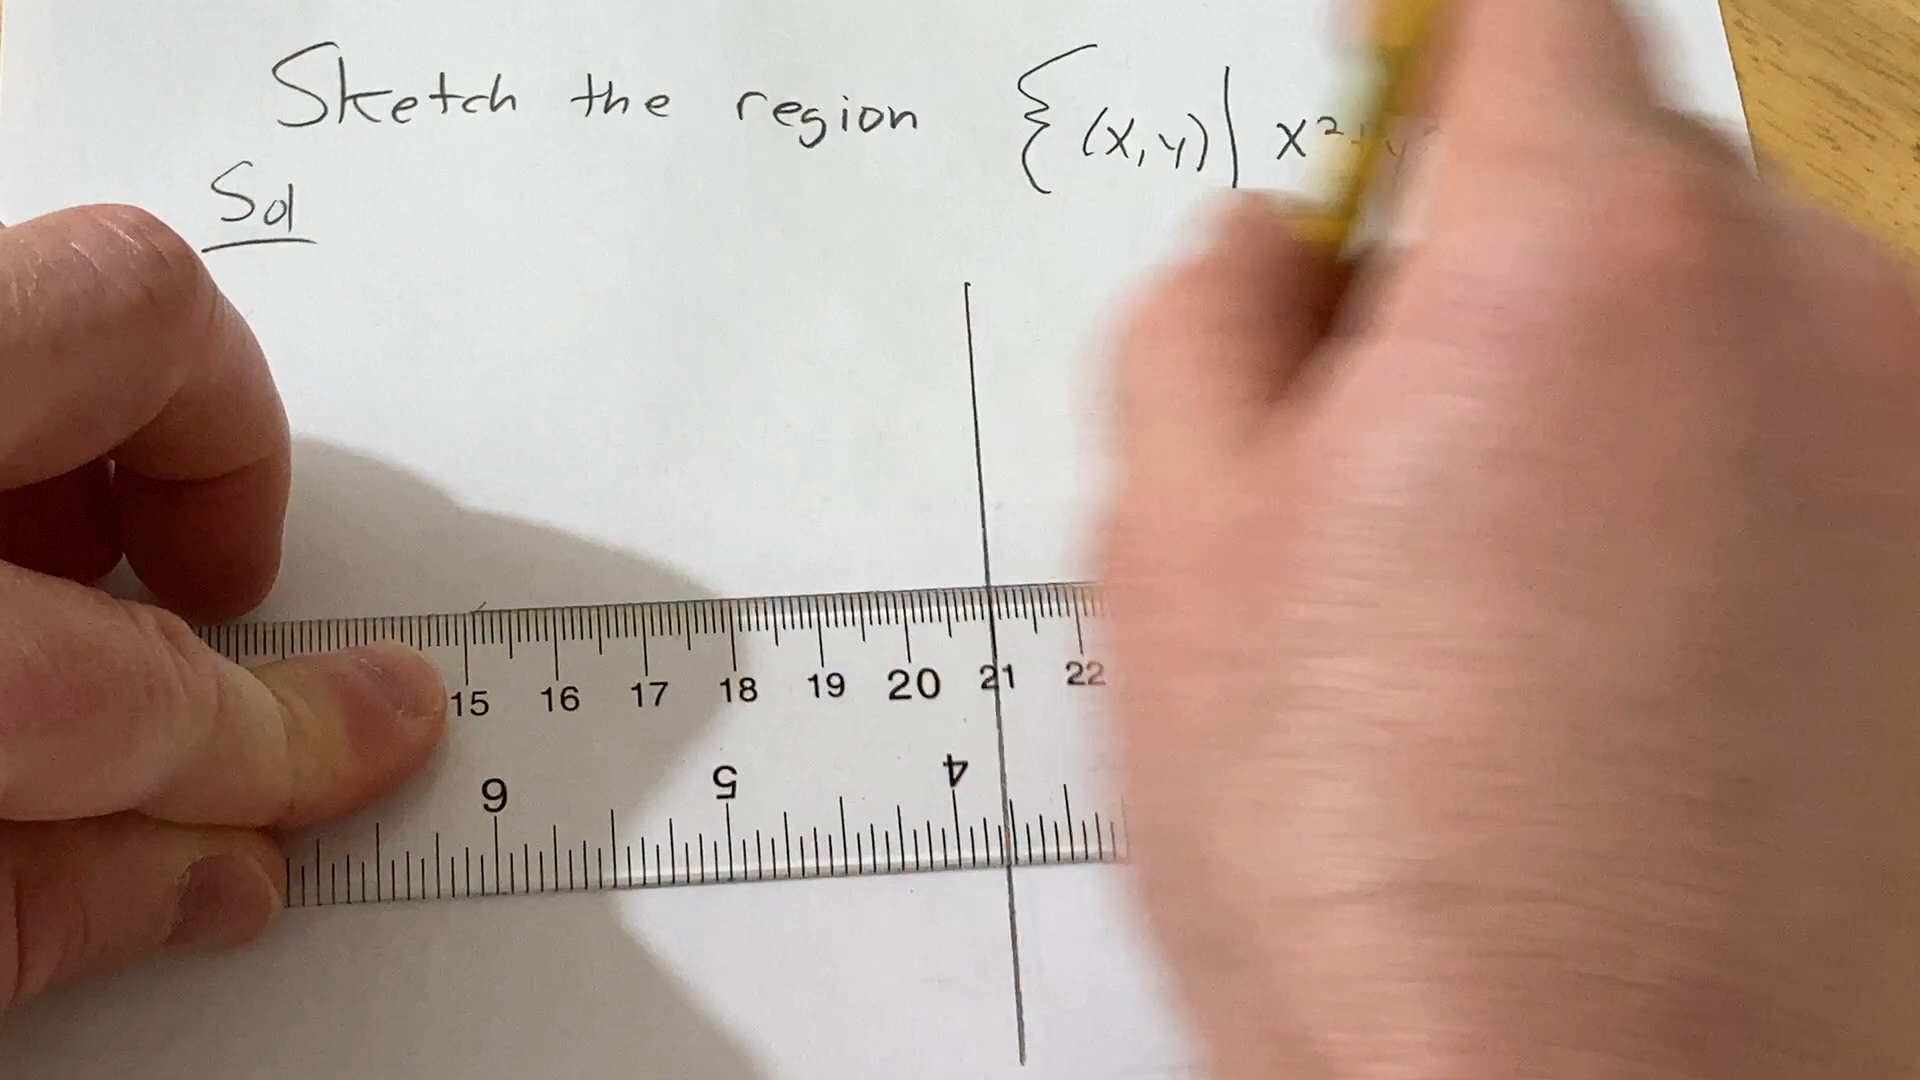 Sketch the region {(x,y)| x²
Sol
15 16 17 18 19 20 21 22
6 5 4